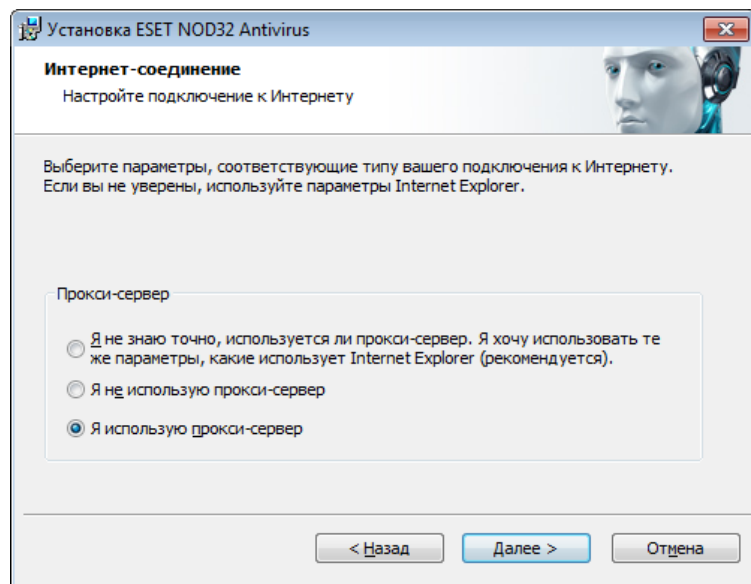 Установка ESET NOD32 Antivirus
Интернет-соединение
Настройте подключение к Интернету
Выберите параметры, соответствующие типу вашего подключения к Интернету.
Если вы не уверены, используйте параметры Internet Explorer.
Прокси-сервер
Я не знаю точно, используется ли прокси-сервер. Я хочу использовать те
же параметры, какие использует Internet Explorer (рекомендуется).
Я не использую прокси-сервер
Я использую прокси-сервер
< Назад
Далее >
Отмена